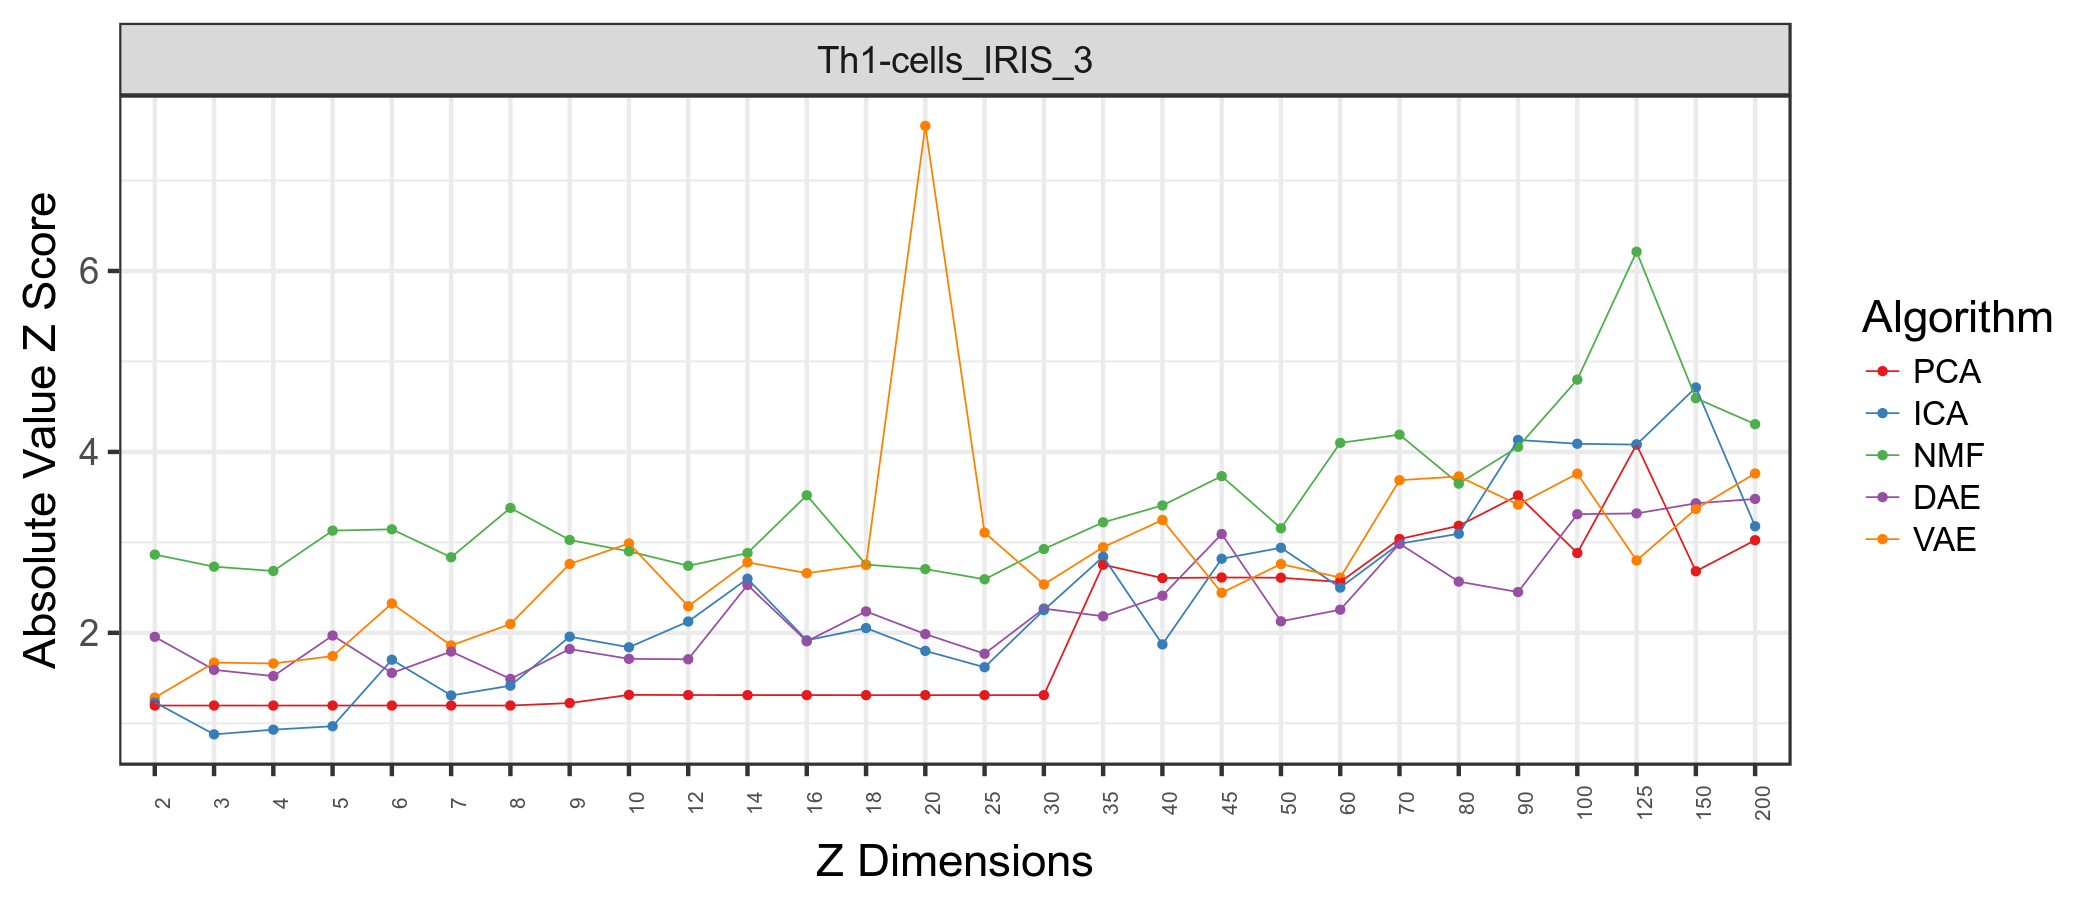 Th1-cells_IRIS_3
Absolute Value Z Score
6
4
2
2 3 4 5 6 7 8 9 10 12 14 16 18 20 25 30 35 40 45 50 60 70 80 90 100 125 150 200
Z Dimensions
Algorithm
PCA
ICA
NMF
DAE
VAE